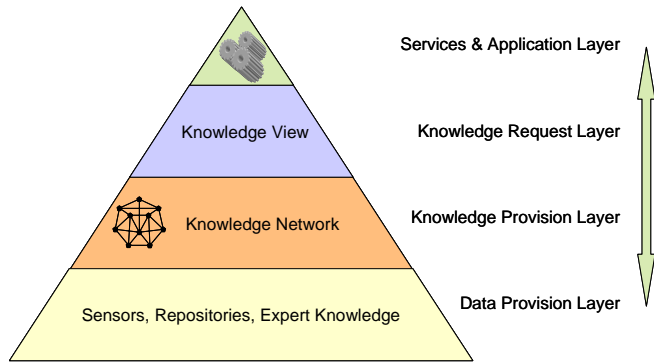 Services & Application Layer
Knowledge View
Knowledge Request Layer
Knowledge Network
Knowledge Provision Layer
Sensors, Repositories, Expert Knowledge
Data Provision Layer